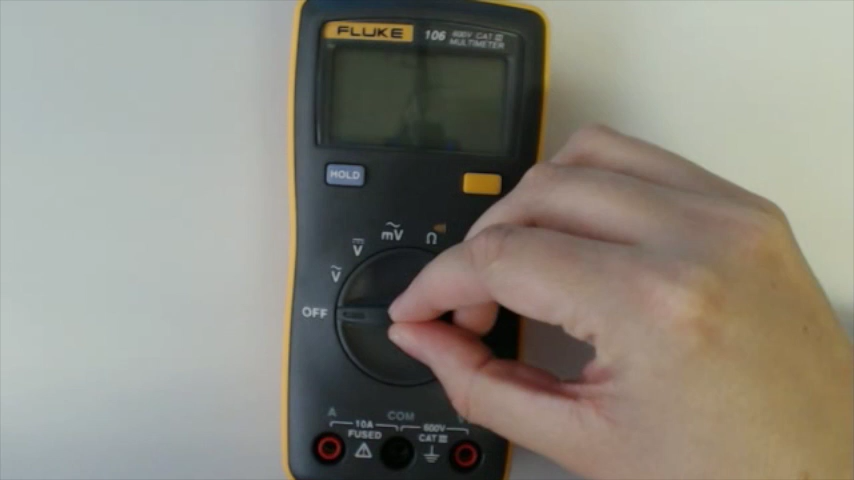 FLUKE 106 600V CAT III
MULTIMETER
HOLD
mV
Ω
V
V
OFF
A COM
10A 600V
FUSED CAT III